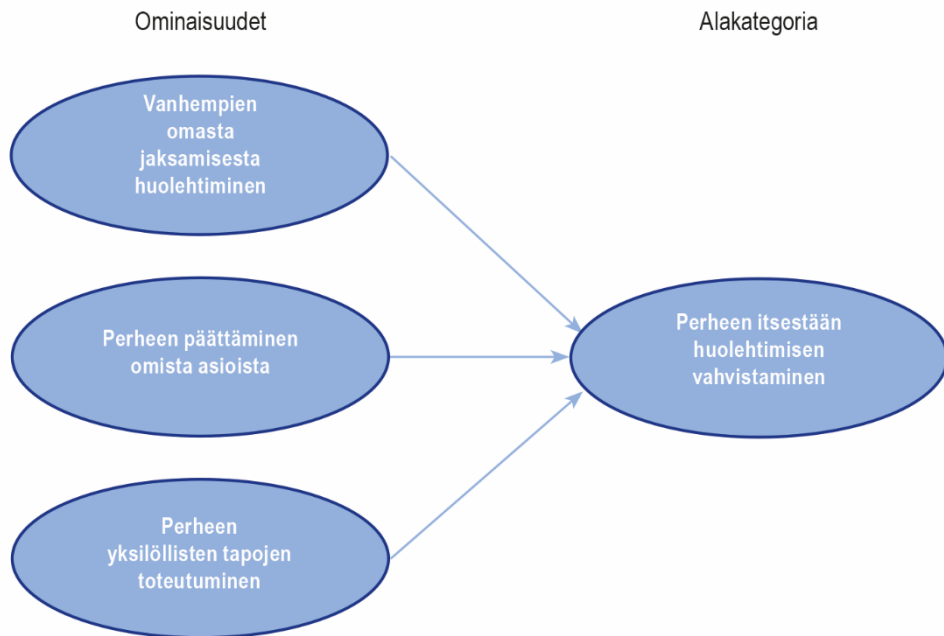 Ominaisuudet
Alakategoria
Vanhempien
omasta
jaksamisesta
huolehtiminen
Perheen päättäminen
omista asioista
Perheen
yksilöllisten tapojen
toteutuminen
Perheen itsestään
huolehtimisen
vahvistaminen